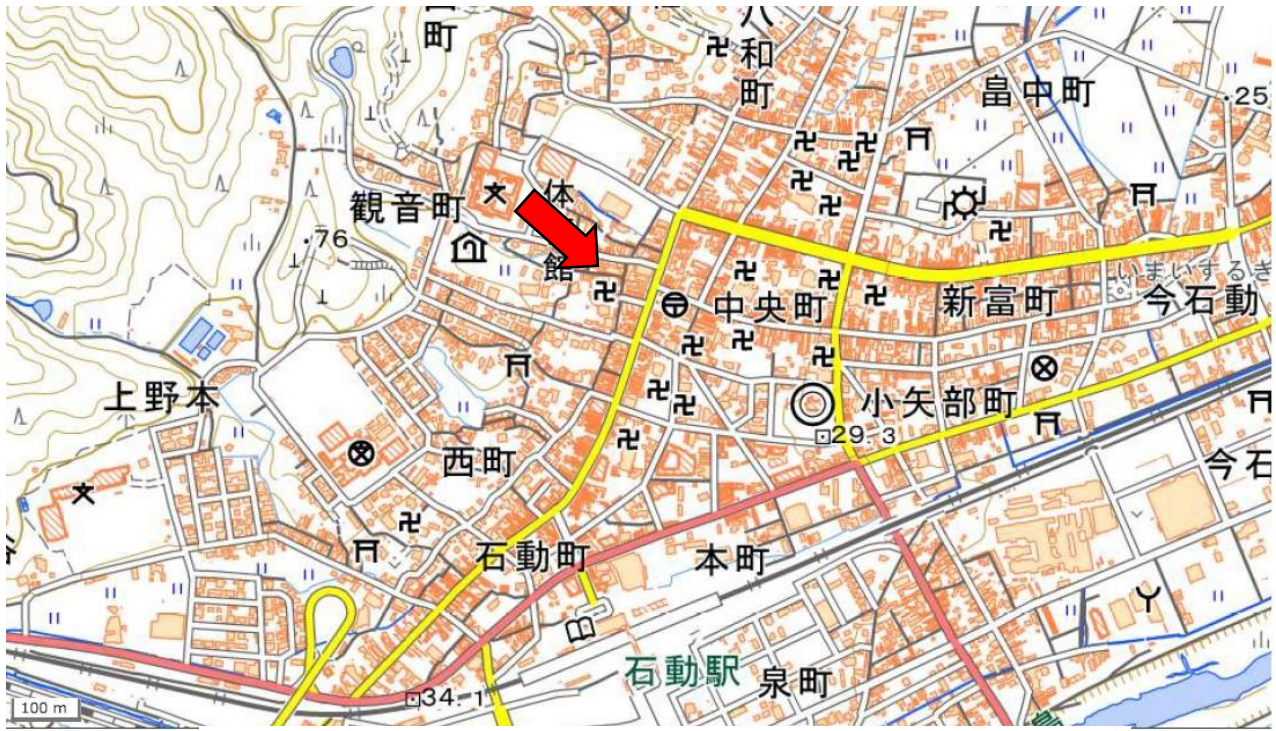 町
八和町
畠中町
25
体
観音町
76
館
いまいするぎ
中央町
新富町
今石動
上野本
小矢部町
29. 3
西町
今石
石動町
本町
石動駅
泉町
34. 1
100 m